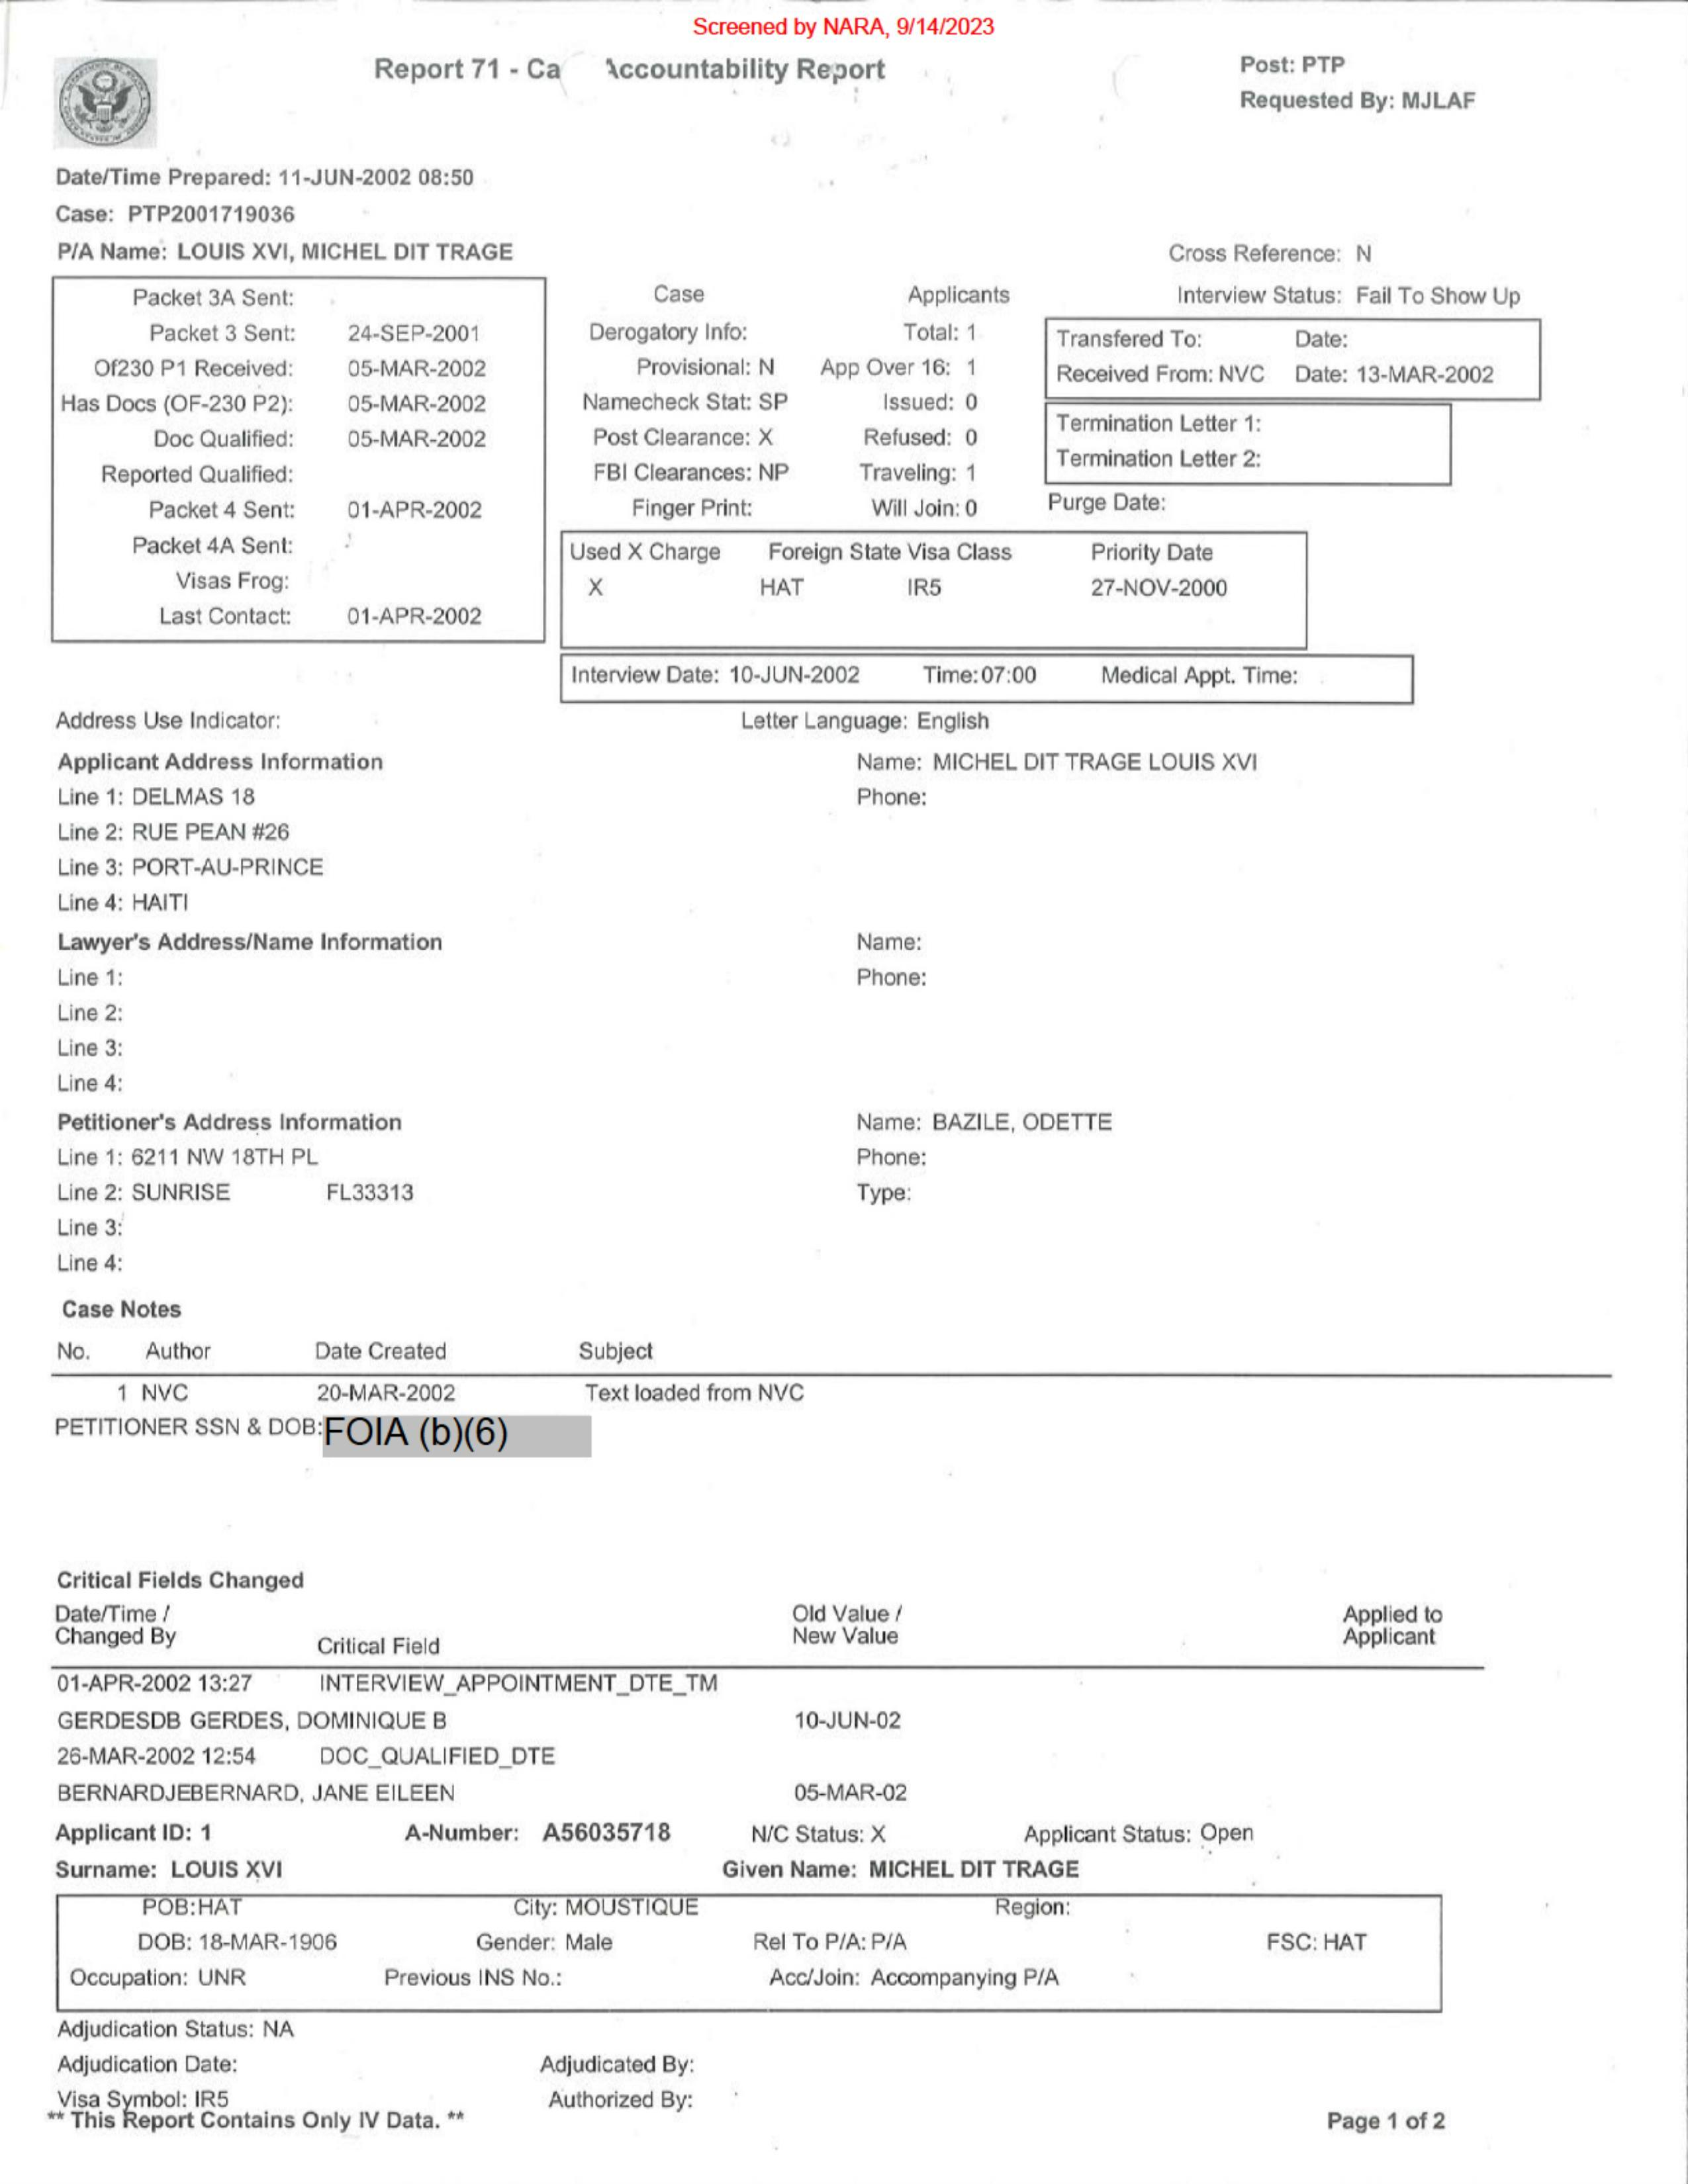 Screened by NARA, 9/14/2023
Report 71 - Ca Accountability Report
Post: PTP
Requested By: MJLAF
Date/Time Prepared: 11-JUN-2002 08:50
Case: PTP2001719036
P/A Name: LOUIS XVI, MICHEL DIT TRAGE
Cross Reference: N
Interview Status: Fail To Show Up
Packet 3A Sent:
Packet 3 Sent: 24-SEP-2001
Of230 P1 Received: 05-MAR-2002
Has Docs (OF-230 P2): 05-MAR-2002
Doc Qualified: 05-MAR-2002
Reported Qualified:
Packet 4 Sent: 01-APR-2002
Packet 4A Sent:
Visas Frog:
Last Contact: 01-APR-2002
Case Applicants
Derogatory Info: Total: 1
Provisional: N App Over 16: 1
Namecheck Stat: SP Issued: 0
Post Clearance: X Refused: 0
FBI Clearances: NP Traveling: 1
Finger Print: Will Join: 0
Transfered To: Date:
Received From: NVC Date: 13-MAR-2002
Termination Letter 1:
Termination Letter 2:
Purge Date:
Used X Charge Foreign State Visa Class Priority Date
X HAT IR5 27-NOV-2000
Interview Date: 10-JUN-2002 Time: 07:00 Medical Appt. Time:
Address Use Indicator: Letter Language: English
Applicant Address Information Name: MICHEL DIT TRAGE LOUIS XVI
Line 1: DELMAS 18 Phone:
Line 2: RUE PEAN #26
Line 3: PORT-AU-PRINCE
Line 4: HAITI
Lawyer's Address/Name Information Name:
Line 1: Phone:
Line 2:
Line 3:
Line 4:
Petitioner's Address Information Name: BAZILE, ODETTE
Line 1: 6211 NW 18TH PL Phone:
Line 2: SUNRISE FL33313 Type:
Line 3:
Line 4:
Case Notes
No. Author Date Created Subject
1 NVC 20-MAR-2002 Text loaded from NVC
PETITIONER SSN & DOB: FOIA (b)(6)
Critical Fields Changed
Date/Time / Old Value / Applied to
Changed By Critical Field New Value Applicant
01-APR-2002 13:27 INTERVIEW_APPOINTMENT_DTE_TM
GERDESDB GERDES, DOMINIQUE B 10-JUN-02
26-MAR-2002 12:54 DOC_QUALIFIED_DTE
BERNARDJEBERNARD, JANE EILEEN 05-MAR-02
Applicant ID: 1 A-Number: A56035718 N/C Status: X Applicant Status: Open
Surname: LOUIS XVI Given Name: MICHEL DIT TRAGE
POB:HAT City: MOUSTIQUE Region:
DOB: 18-MAR-1906 Gender: Male Rel To P/A: P/A FSC: HAT
Occupation: UNR Previous INS No.: Acc/Join: Accompanying P/A
Adjudication Status: NA
Adjudication Date: Adjudicated By:
Visa Symbol: IR5 Authorized By:
** This Report Contains Only IV Data. ** Page 1 of 2